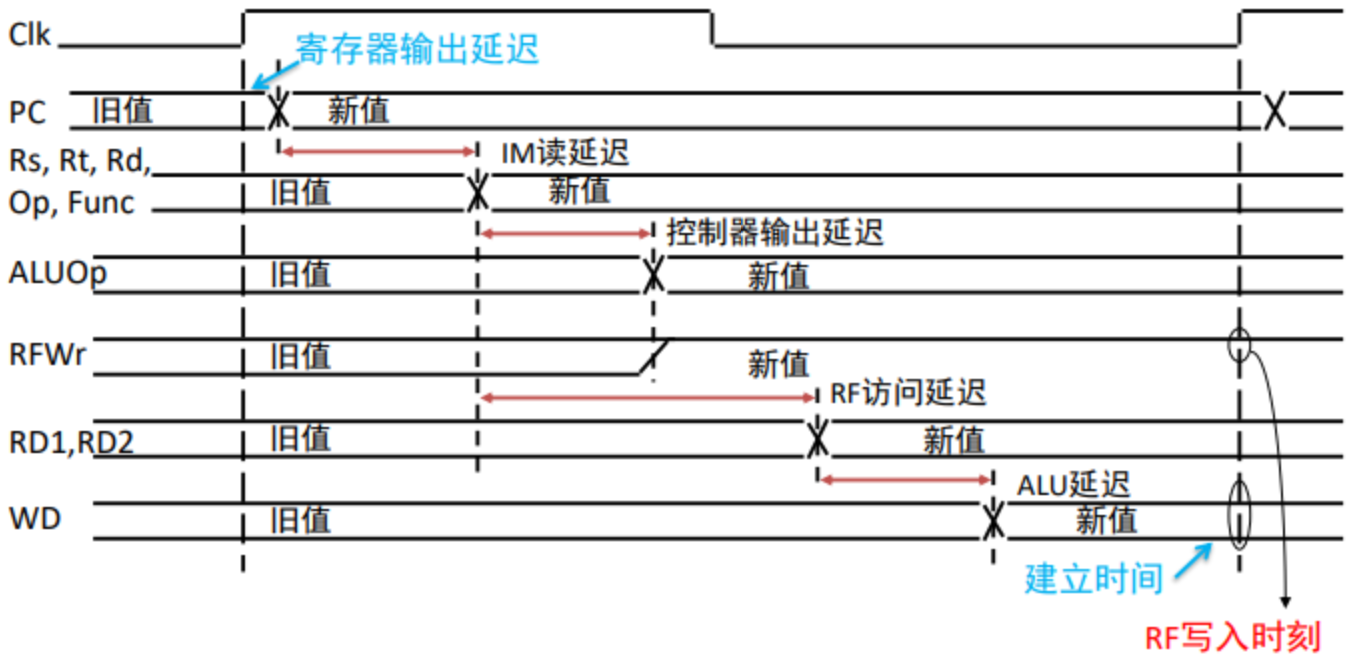 Clk
寄存器输出延迟
PC 旧值 新值
Rs, Rt, Rd, IM读延迟
Op, Func 旧值 新值
控制器输出延迟
ALUOp 旧值 新值
RFWr 旧值 新值
RF访问延迟
RD1,RD2 旧值 新值
ALU延迟
WD 旧值 新值
建立时间
RF写入时刻